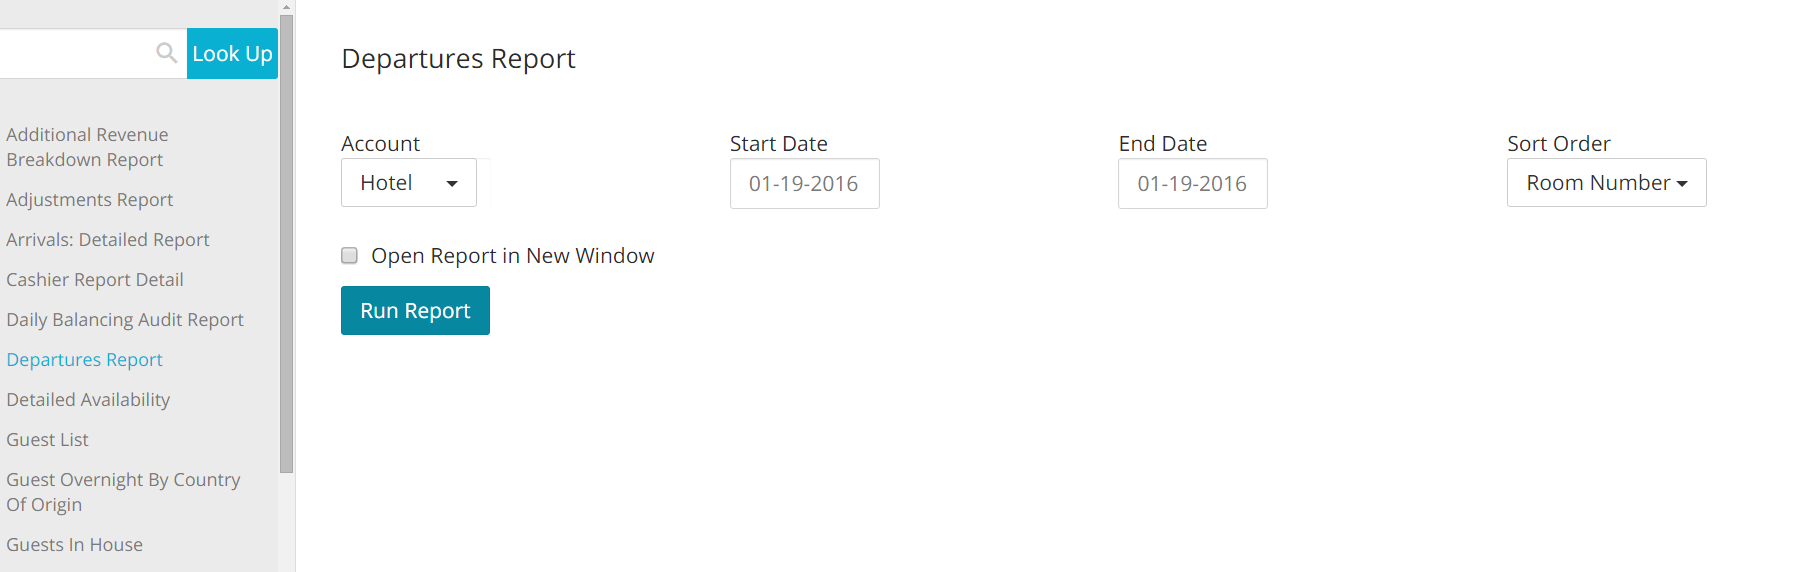 Look Up
Additional Revenue
Breakdown Report
Adjustments Report
Arrivals: Detailed Report
Cashier Report Detail
Daily Balancing Audit Report
Departures Report
Detailed Availability
Guest List
Guest Overnight By Country
Of Origin
Guests In House
Departures Report
Account
Start Date
End Date
Sort Order
Hotel
01-19-2016
01-19-2016
Room Number
Open Report in New Window
Run Report